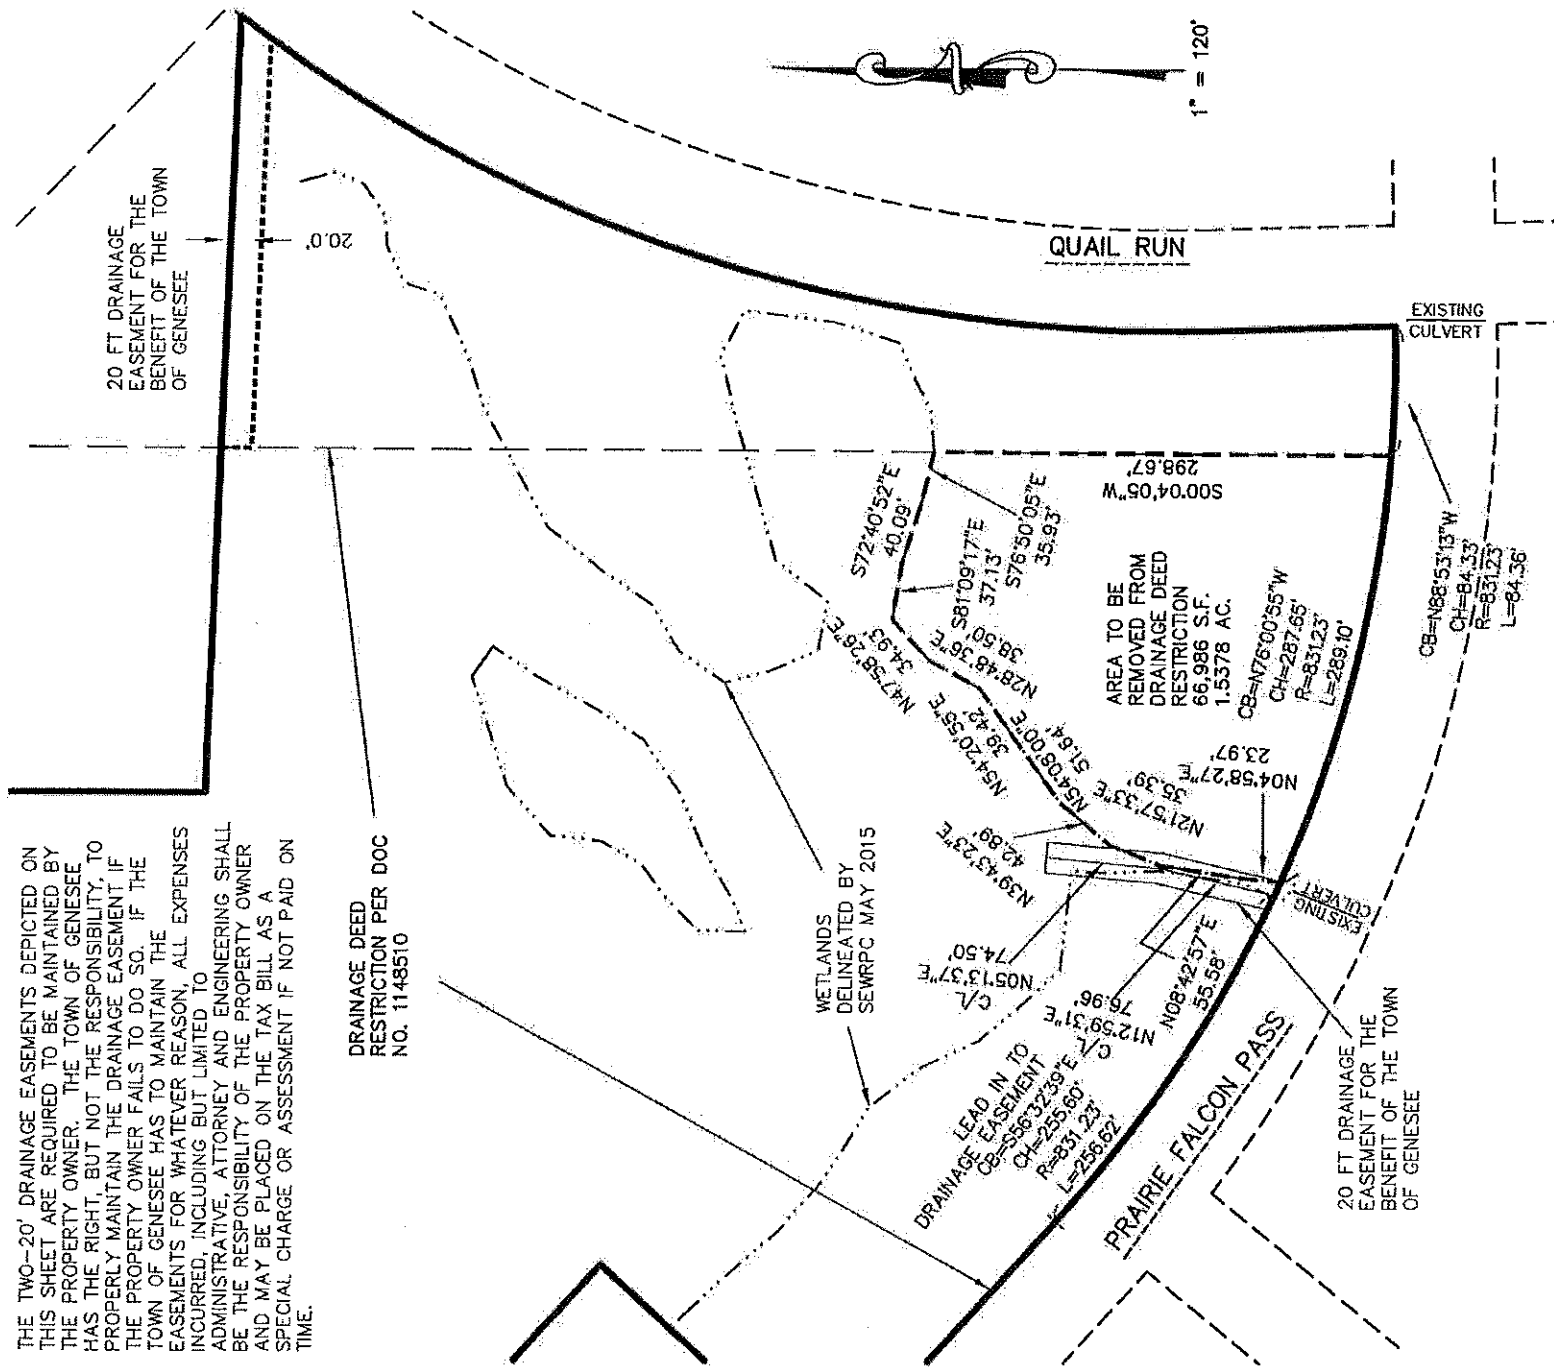 THE TWO-20' DRAINAGE EASEMENTS DEPICTED ON
THIS SHEET ARE REQUIRED TO BE MAINTAINED BY
THE PROPERTY OWNER. THE TOWN OF GENESEE
HAS THE RIGHT, BUT NOT THE RESPONSIBILITY, TO
PROPERLY MAINTAIN THE DRAINAGE EASEMENT IF
THE PROPERTY OWNER FAILS TO DO SO. IF THE
TOWN OF GENESEE HAS TO MAINTAIN THE
EASEMENTS FOR WHATEVER REASON, ALL EXPENSES
INCURRED, INCLUDING BUT LIMITED TO
ADMINISTRATIVE, ATTORNEY AND ENGINEERING SHALL
BE THE RESPONSIBILITY OF THE PROPERTY OWNER
AND MAY BE PLACED ON THE TAX BILL AS A
SPECIAL CHARGE OR ASSESSMENT IF NOT PAID ON
TIME.
20 FT DRAINAGE
EASEMENT FOR THE
BENEFIT OF THE TOWN
OF GENESEE
20.0'
1" = 120'
DRAINAGE DEED
RESTRICTION PER DOC
NO. 1148510
QUAIL RUN
EXISTING
CULVERT
WETLANDS
DELINEATED BY
SEWRPC MAY 2015
S72°40'52"E
40.09'
S81°09'17"E
37.13'
S76°50'05"E
35.93'
S00°04'05"W
298.67'
N47°58'26"E
34.93'
N28°48'36"E
38.50'
N54°20'55"E
39.42'
N54°08'00"E
51.64'
N21°57'33"E
35.39'
N39°43'23"E
42.89'
N04°58'27"E
23.97'
AREA TO BE
REMOVED FROM
DRAINAGE DEED
RESTRICTION
66,986 S.F.
1.5378 AC.
CB=N76°00'55"W
CH=287.65'
R=831.23'
L=289.10'
CB=N88°53'13"W
CH=84.33'
R=831.23'
L=84.36'
C/L
N05°13'37"E
74.50'
C/L
N12°59'31"E
76.96'
N08°42'57"E
55.58'
EXISTING
CULVERT
LEAD IN TO
DRAINAGE EASEMENT
CB=S56°32'39"E
CH=255.60'
R=831.23'
L=256.62'
PRAIRIE FALCON PASS
20 FT DRAINAGE
EASEMENT FOR THE
BENEFIT OF THE TOWN
OF GENESEE